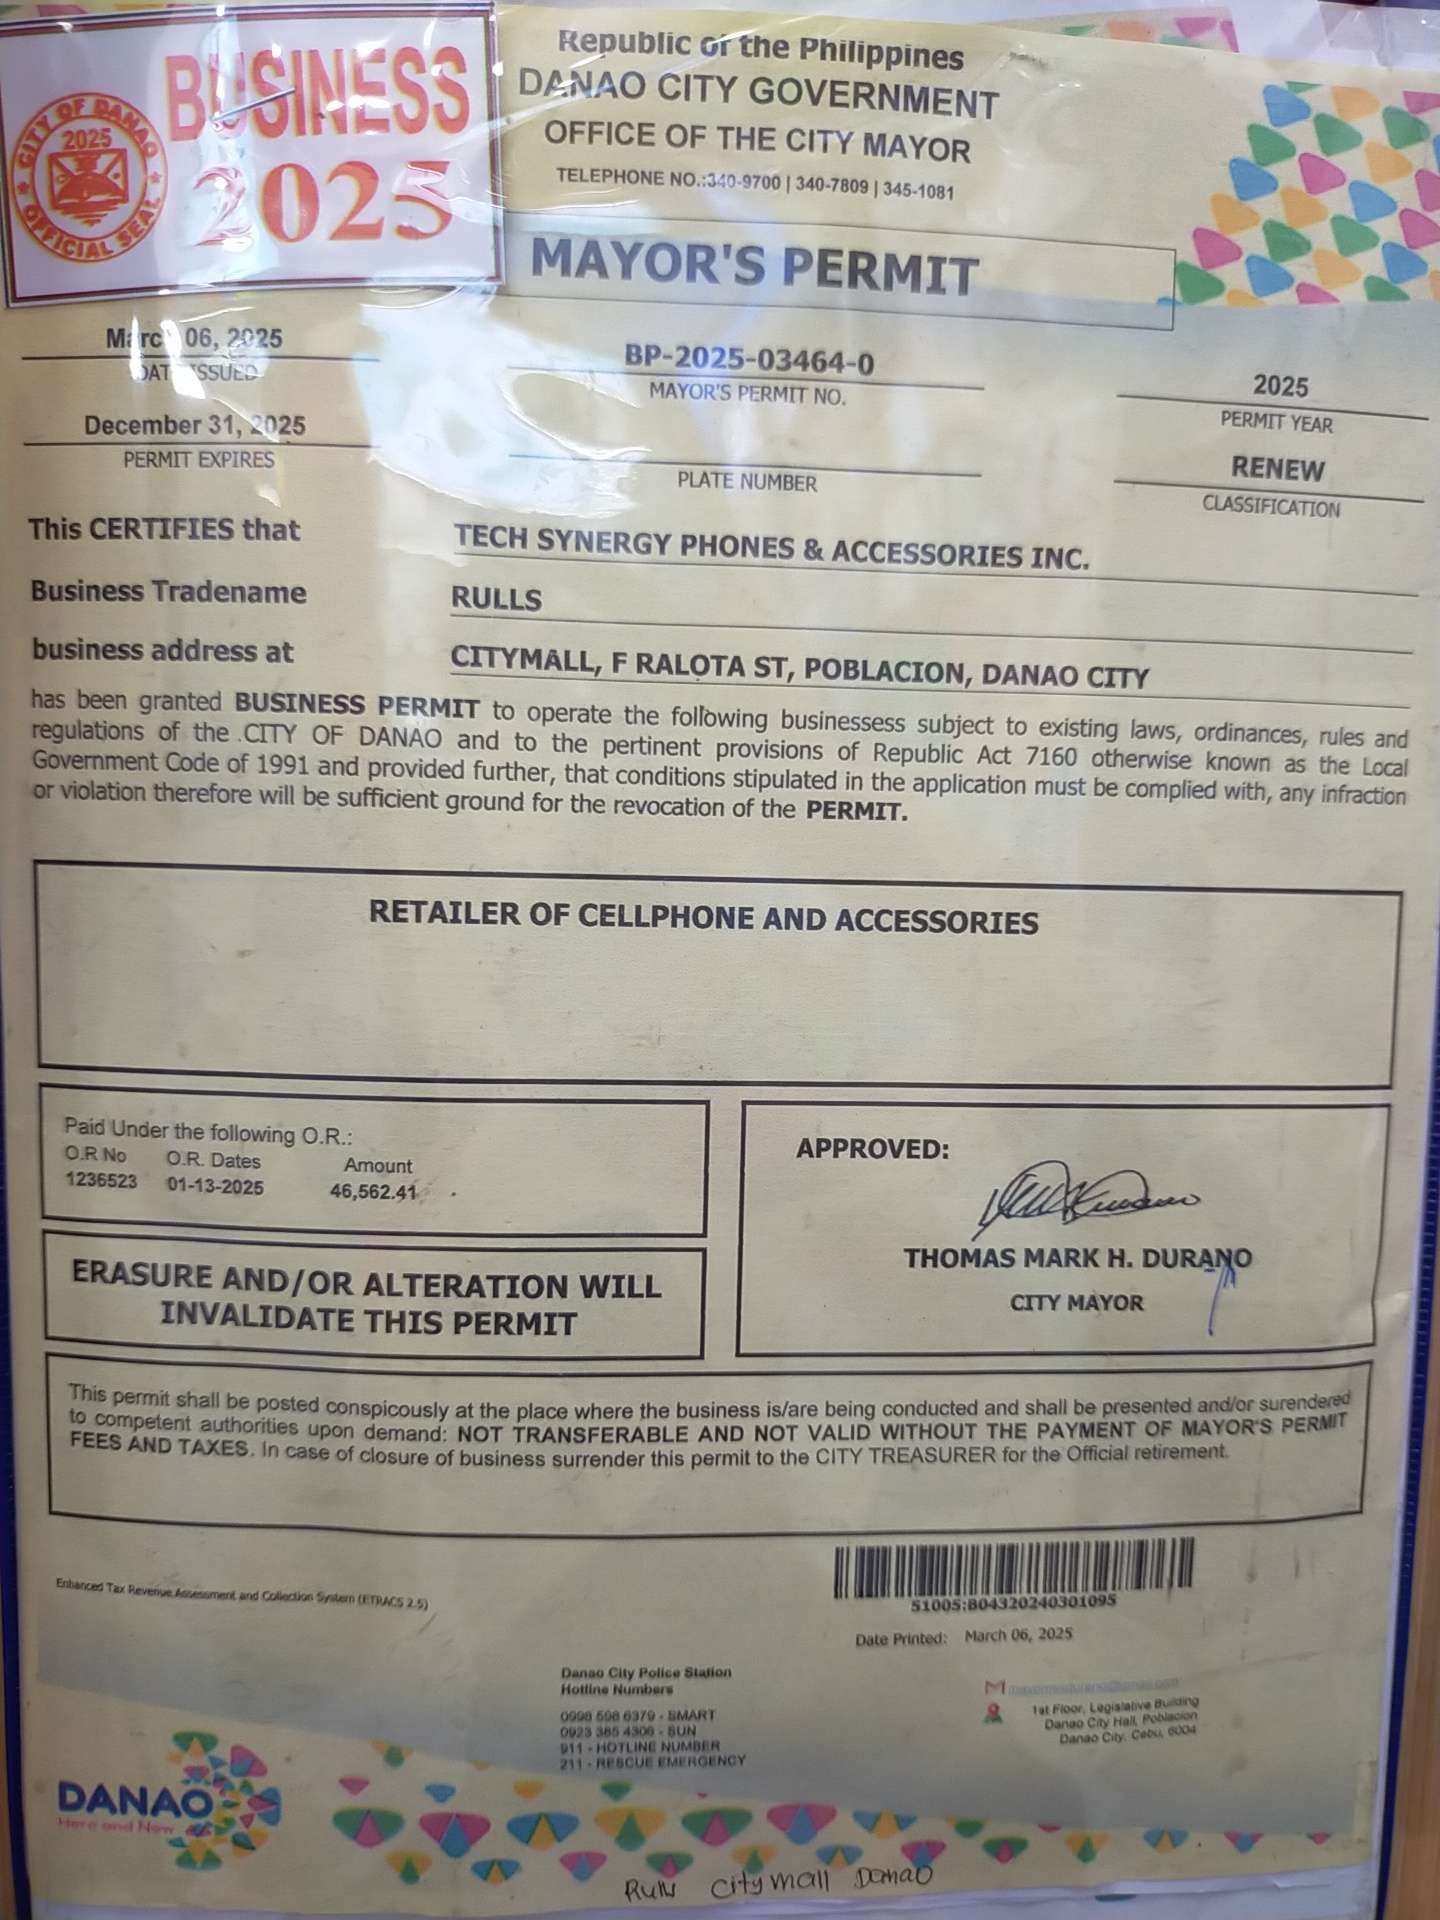 BUSINESS
2025
CITY OF DANAO
2025
OFFICIAL SEAL
Republic of the Philippines
DANAO CITY GOVERNMENT
OFFICE OF THE CITY MAYOR
TELEPHONE NO.:340-9700 | 340-7809 | 345-1081
MAYOR'S PERMIT
March 06, 2025
DATE ISSUED
BP-2025-03464-0
MAYOR'S PERMIT NO.
2025
PERMIT YEAR
December 31, 2025
PERMIT EXPIRES
PLATE NUMBER
RENEW
CLASSIFICATION
This CERTIFIES that TECH SYNERGY PHONES & ACCESSORIES INC.
Business Tradename RULLS
business address at CITYMALL, F RALOTA ST, POBLACION, DANAO CITY
has been granted BUSINESS PERMIT to operate the following businessess subject to existing laws, ordinances, rules and
regulations of the CITY OF DANAO and to the pertinent provisions of Republic Act 7160 otherwise known as the Local
Government Code of 1991 and provided further, that conditions stipulated in the application must be complied with, any infraction
or violation therefore will be sufficient ground for the revocation of the PERMIT.
RETAILER OF CELLPHONE AND ACCESSORIES
Paid Under the following O.R.:
O.R No O.R. Dates Amount
1236523 01-13-2025 46,562.41
ERASURE AND/OR ALTERATION WILL
INVALIDATE THIS PERMIT
APPROVED:
THOMAS MARK H. DURANO
CITY MAYOR
This permit shall be posted conspicously at the place where the business is/are being conducted and shall be presented and/or surendered
to competent authorities upon demand: NOT TRANSFERABLE AND NOT VALID WITHOUT THE PAYMENT OF MAYOR'S PERMIT
FEES AND TAXES. In case of closure of business surrender this permit to the CITY TREASURER for the Official retirement.
Enhanced Tax Revenue Assessment and Collection System (ETRACS 2.5)
51005:B04320240301095
Date Printed: March 06, 2025
Danao City Police Station
Hotline Numbers
0998 598 6379 - SMART
0923 385 4306 - SUN
911 - HOTLINE NUMBER
211 - RESCUE EMERGENCY
1st Floor, Legislative Building
Danao City Hall, Poblacion
Danao City, Cebu, 6004
DANAO
Here and Now
Rulls City mall Danao